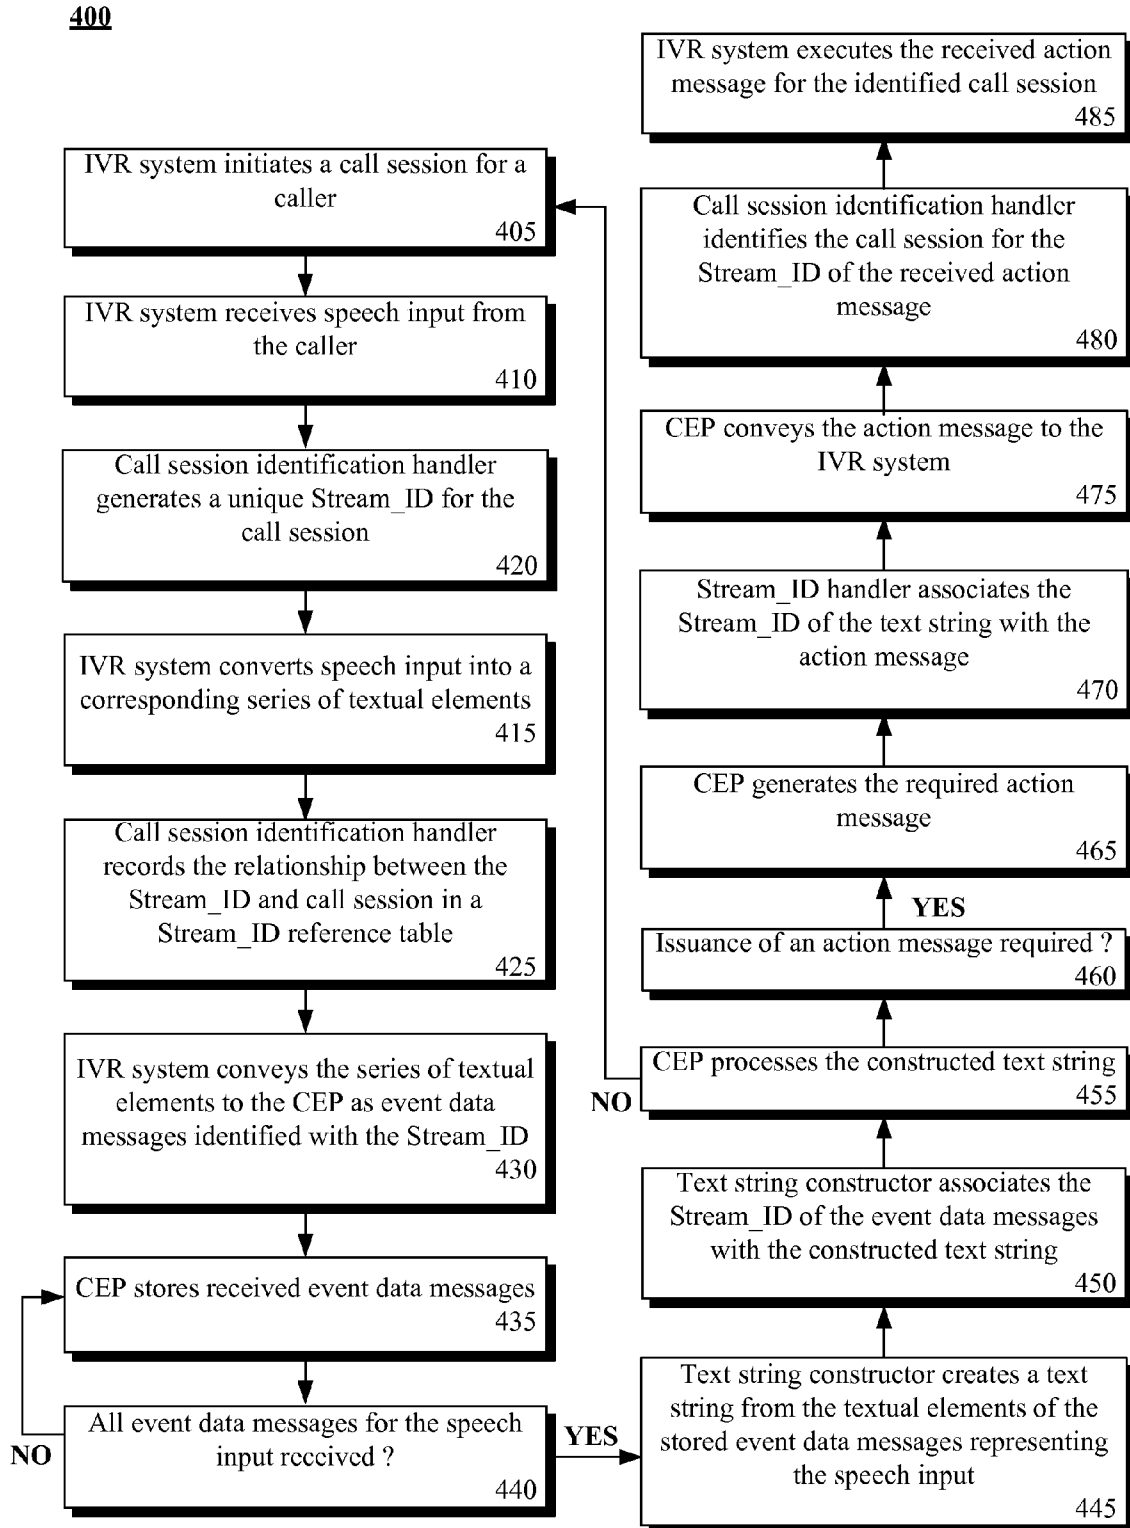 400
IVR system initiates a call session for a
caller
405
IVR system receives speech input from
the caller
410
Call session identification handler
generates a unique Stream_ID for the
call session
420
IVR system converts speech input into a
corresponding series of textual elements
415
Call session identification handler
records the relationship between the
Stream_ID and call session in a
Stream_ID reference table
425
IVR system conveys the series of textual
elements to the CEP as event data
messages identified with the Stream_ID
430
CEP stores received event data messages
435
All event data messages for the speech
input received ?
440
NO
YES
Text string constructor creates a text
string from the textual elements of the
stored event data messages representing
the speech input
445
Text string constructor associates the
Stream_ID of the event data messages
with the constructed text string
450
CEP processes the constructed text string
455
NO
Issuance of an action message required ?
460
YES
CEP generates the required action
message
465
Stream_ID handler associates the
Stream_ID of the text string with the
action message
470
CEP conveys the action message to the
IVR system
475
Call session identification handler
identifies the call session for the
Stream_ID of the received action
message
480
IVR system executes the received action
message for the identified call session
485